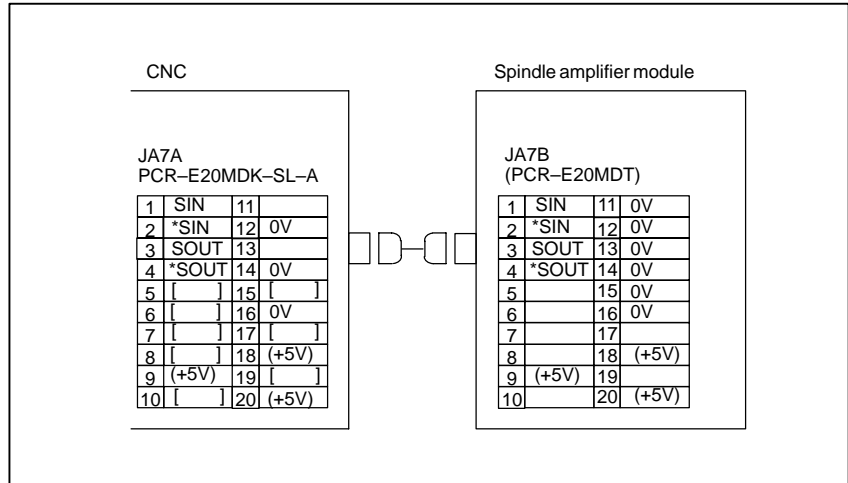 CNC
Spindle amplifier module
JA7A
PCR–E20MDK–SL–A
1 SIN 11
2 *SIN 12 0V
3 SOUT 13
4 *SOUT 14 0V
5 [ ] 15 [ ]
6 [ ] 16 0V
7 [ ] 17 [ ]
8 [ ] 18 (+5V)
9 (+5V) 19 [ ]
10 [ ] 20 (+5V)
JA7B
(PCR–E20MDT)
1 SIN 11 0V
2 *SIN 12 0V
3 SOUT 13 0V
4 *SOUT 14 0V
5 15 0V
6 16 0V
7 17
8 18 (+5V)
9 (+5V) 19
10 20 (+5V)